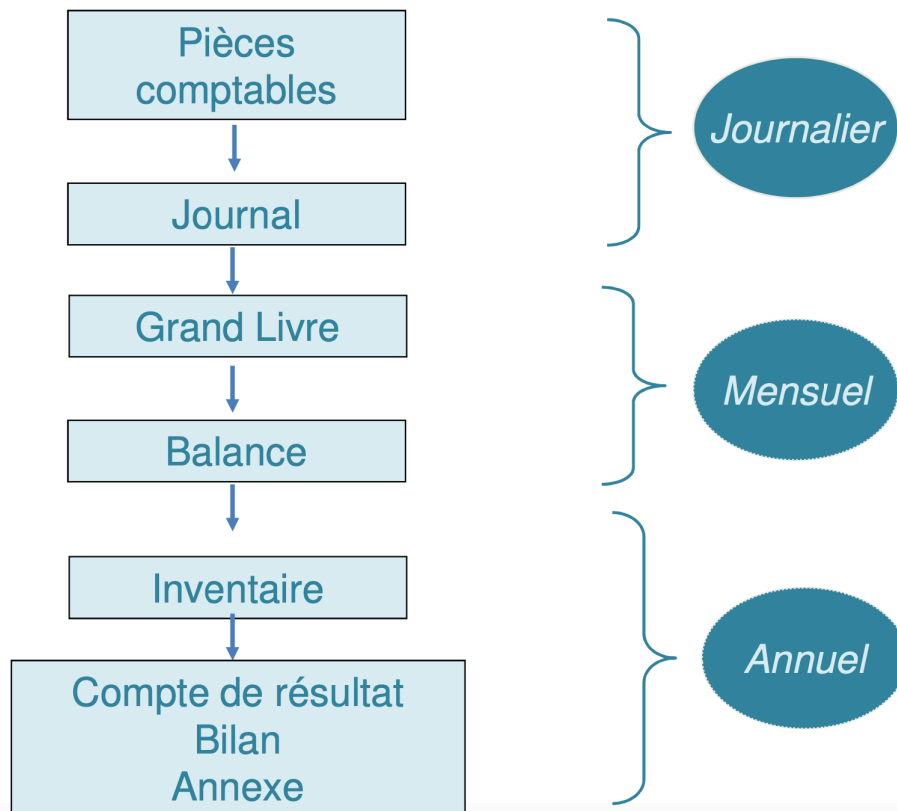 Pièces
comptables
Journalier
Journal
Grand Livre
Mensuel
Balance
Inventaire
Annuel
Compte de résultat
Bilan
Annexe